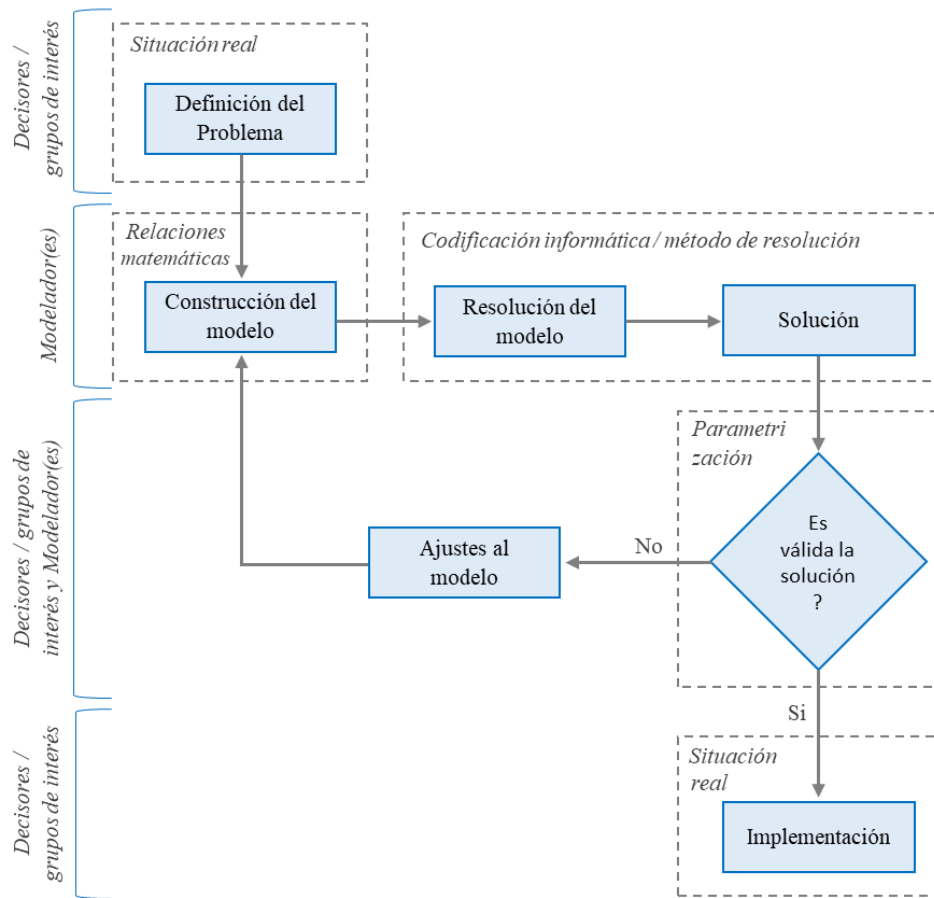 Decisores /
grupos de interés
Situación real
Definición del
Problema
Modelador(es)
Relaciones
matemáticas
Construcción del
modelo
Codificación informática / método de resolución
Resolución del
modelo
Solución
Decisores / grupos de
interés y Modelador(es)
Parametri
zación
Es
válida la
solución
?
No
Ajustes al
modelo
Si
Decisores /
grupos de interés
Situación
real
Implementación